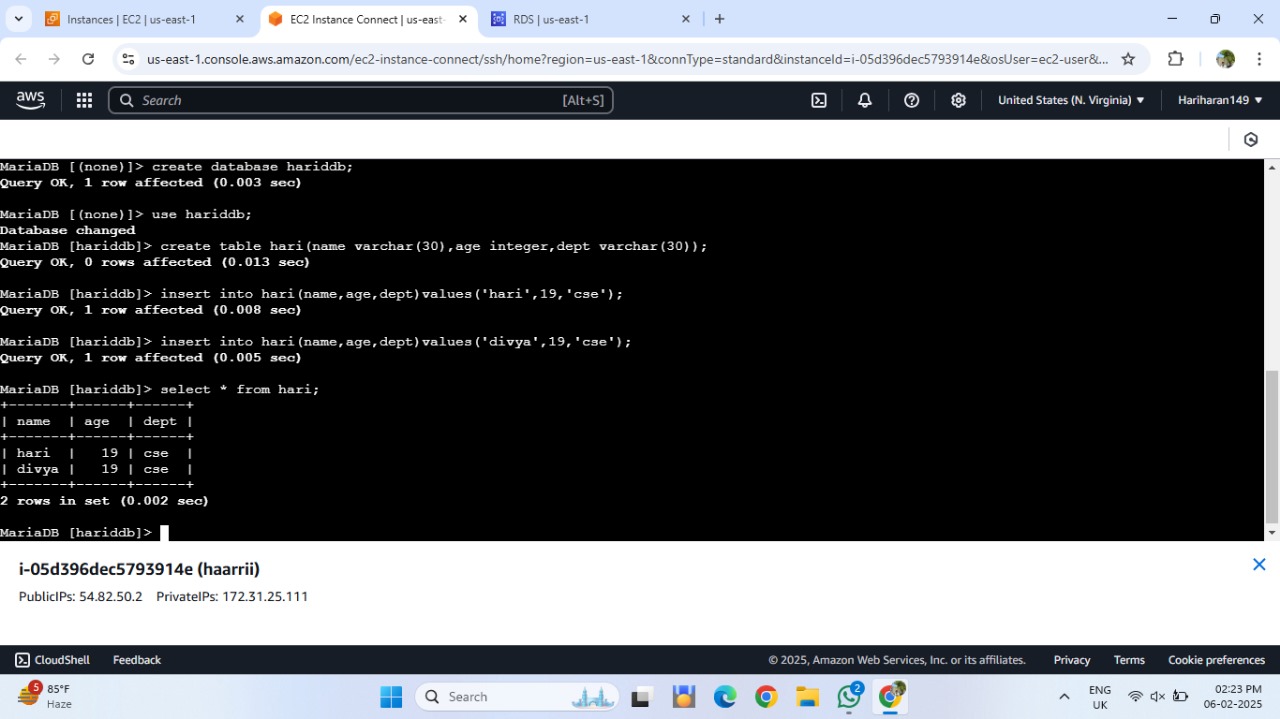 Instances | EC2 | us-east-1
EC2 Instance Connect | us-east-
RDS | us-east-1
us-east-1.console.aws.amazon.com/ec2-instance-connect/ssh/home?region=us-east-1&connType=standard&instanceId=i-05d396dec5793914e&osUser=ec2-user&...
aws
Search
[Alt+S]
United States (N. Virginia)
Hariharan149
MariaDB [(none)]> create database hariddb;
Query OK, 1 row affected (0.003 sec)
MariaDB [(none)]> use hariddb;
Database changed
MariaDB [hariddb]> create table hari(name varchar(30),age integer,dept varchar(30));
Query OK, 0 rows affected (0.013 sec)
MariaDB [hariddb]> insert into hari(name,age,dept)values('hari',19,'cse');
Query OK, 1 row affected (0.008 sec)
MariaDB [hariddb]> insert into hari(name,age,dept)values('divya',19,'cse');
Query OK, 1 row affected (0.005 sec)
MariaDB [hariddb]> select * from hari;
+-------+------+------+
| name  | age  | dept |
+-------+------+------+
| hari  |   19 | cse  |
| divya |   19 | cse  |
+-------+------+------+
2 rows in set (0.002 sec)
MariaDB [hariddb]>
i-05d396dec5793914e (haarrii)
PublicIPs: 54.82.50.2 PrivateIPs: 172.31.25.111
CloudShell Feedback
© 2025, Amazon Web Services, Inc. or its affiliates. Privacy Terms Cookie preferences
5
85°F
Haze
Search
2
ENG
UK
02:23 PM
06-02-2025